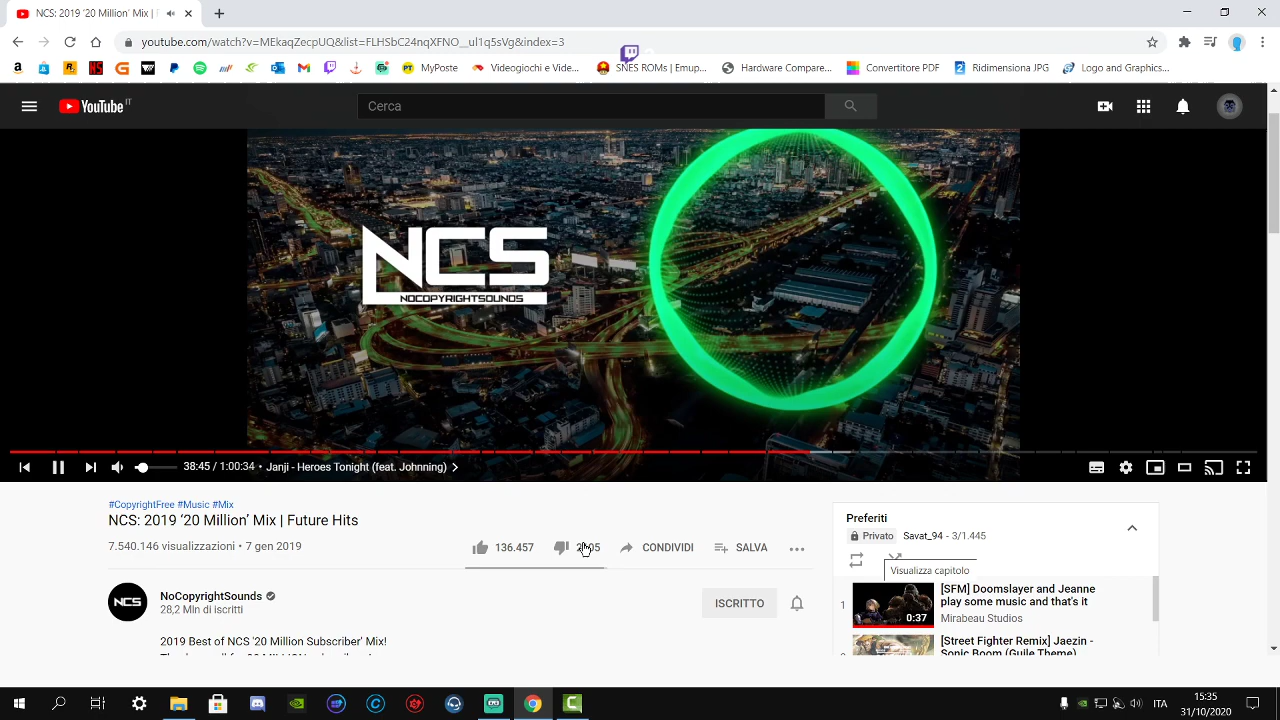 NCS: 2019 '20 Million' Mix |
youtube.com/watch?v=MEkaqZecpUQ&list=FLHSbC24nqXFNO__ul1q5sVg&index=3
MyPoste
Videogiochi e Vide...
SNES ROMs | Emup...
Hardware Compon...
Convertitore PDF
Ridimensiona JPG
Logo and Graphics...
YouTube IT
Cerca
NCS
NOCOPYRIGHTSOUNDS
38:45 / 1:00:34 • Janji - Heroes Tonight (feat. Johnning)
#CopyrightFree #Music #Mix
NCS: 2019 '20 Million' Mix | Future Hits
7.540.146 visualizzazioni • 7 gen 2019
136.457
CONDIVIDI
SALVA
NoCopyrightSounds
28,2 Mln di iscritti
ISCRITTO
2019 Best of NCS '20 Million Subscriber' Mix!
Preferiti
Privato Savat_94 - 3/1.445
Visualizza capitolo
1
0:37
[SFM] Doomslayer and Jeanne
play some music and that's it
Mirabeau Studios
[Street Fighter Remix] Jaezin -
Sonic Boom (Guile Theme)
ITA
15:35
31/10/2020